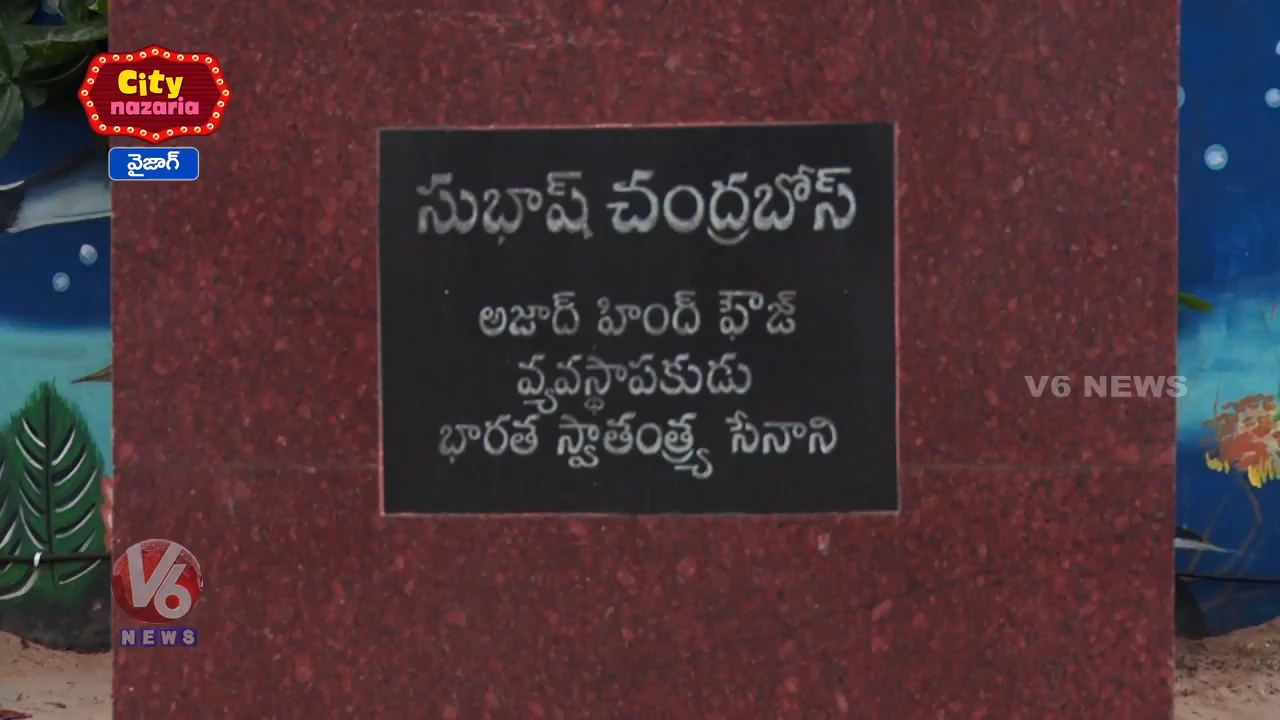 City
nazaria
వైజాగ్
సుభాష్ చంద్రబోస్
అజాద్ హింద్ ఫౌజ్
వ్యవస్థాపకుడు
భారత స్వాతంత్ర్య సేనాని
V6 NEWS
V6
NEWS